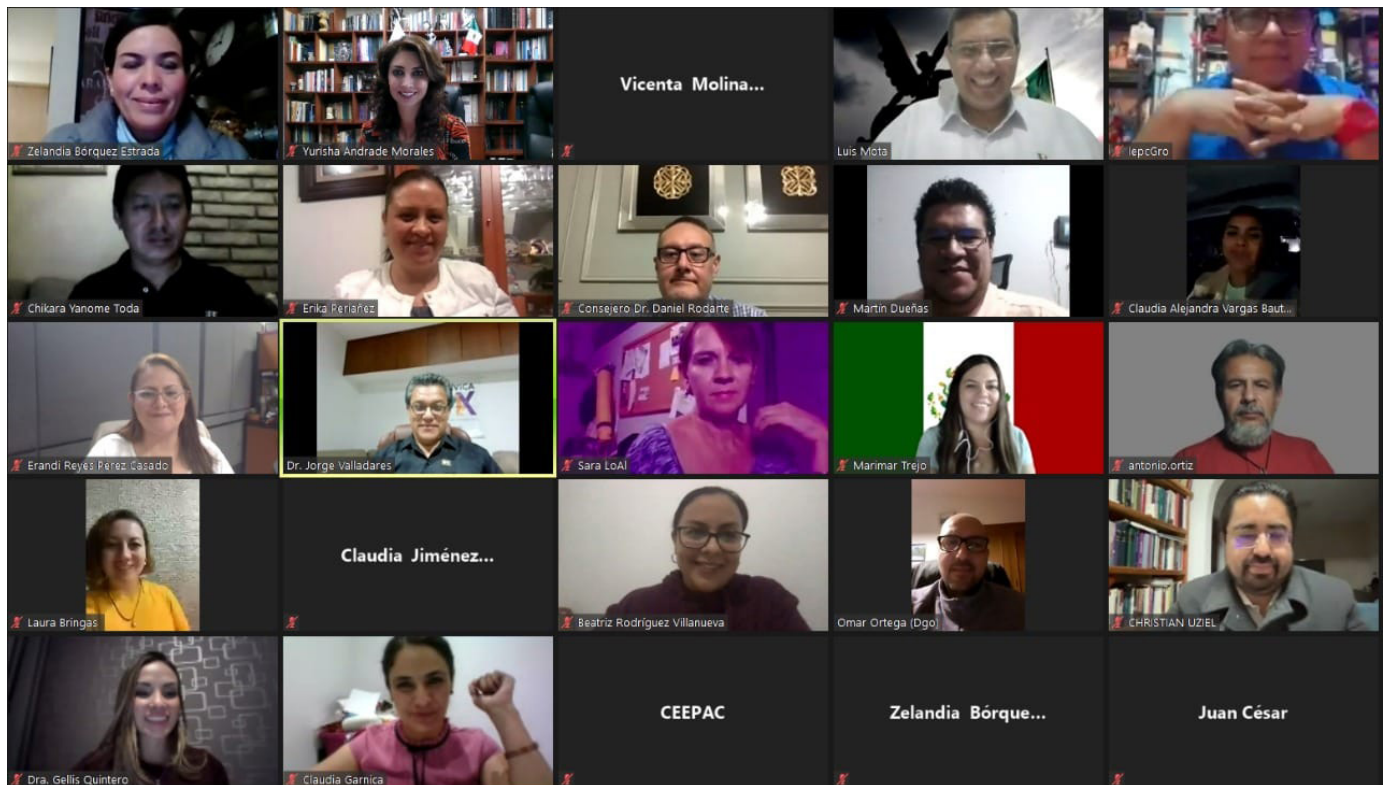 Zelandia Bórquez Estrada
Yurisha Andrade Morales
Vicenta Molina...
Luis Mota
IepcGro
Chikara Yanome Toda
Erika Periañez
Consejero Dr. Daniel Rodarte
Martín Dueñas
Claudia Alejandra Vargas Baut...
Erandi Reyes Pérez Casado
Dr. Jorge Valladares
Sara LoAl
Marimar Trejo
antonio.ortiz
Laura Bringas
Claudia Jiménez...
Beatriz Rodríguez Villanueva
Omar Ortega (Dgo)
CHRISTIAN UZIEL
Dra. Gellis Quintero
Claudia Garnica
CEEPAC
Zelandia Bórque...
Juan César